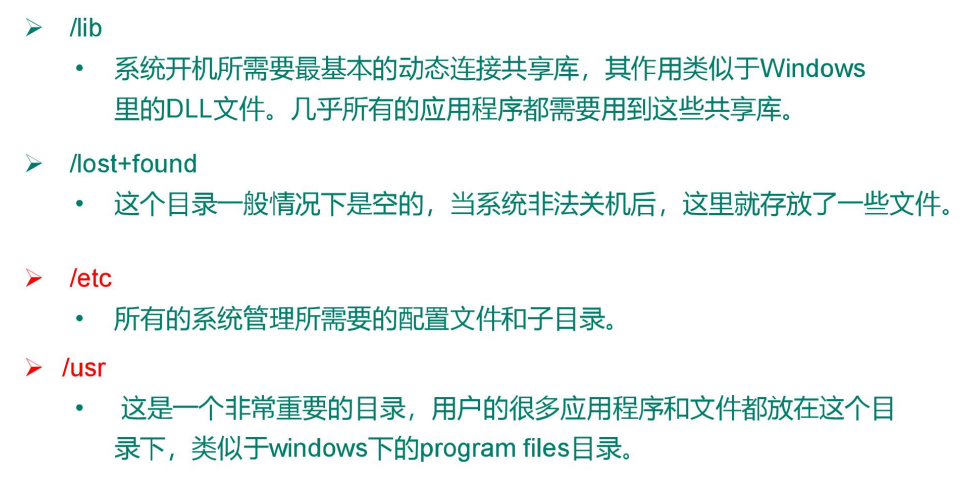 ➢ /lib
• 系统开机所需要最基本的动态连接共享库，其作用类似于Windows
里的DLL文件。几乎所有的应用程序都需要用到这些共享库。
➢ /lost+found
• 这个目录一般情况下是空的，当系统非法关机后，这里就存放了一些文件。
➢ /etc
• 所有的系统管理所需要的配置文件和子目录。
➢ /usr
• 这是一个非常重要的目录，用户的很多应用程序和文件都放在这个目
录下，类似于windows下的program files目录。